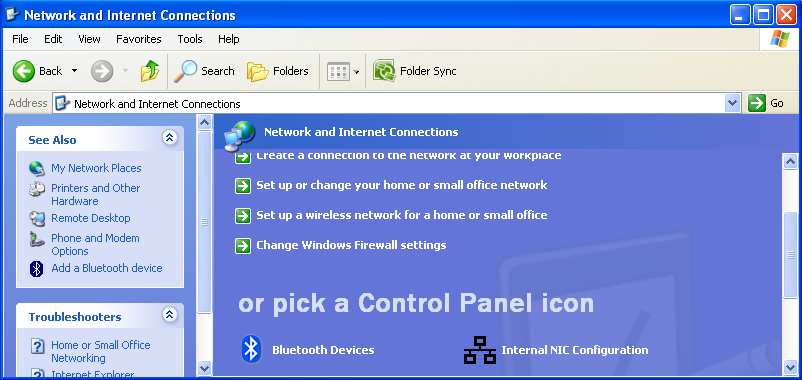 Network and Internet Connections
File Edit View Favorites Tools Help
Back Search Folders Folder Sync
Address Network and Internet Connections Go
See Also
My Network Places
Printers and Other
Hardware
Remote Desktop
Phone and Modem
Options
Add a Bluetooth device
Troubleshooters
Home or Small Office
Networking
Internet Explorer
Network and Internet Connections
Create a connection to the network at your workplace
Set up or change your home or small office network
Set up a wireless network for a home or small office
Change Windows Firewall settings
or pick a Control Panel icon
Bluetooth Devices
Internal NIC Configuration